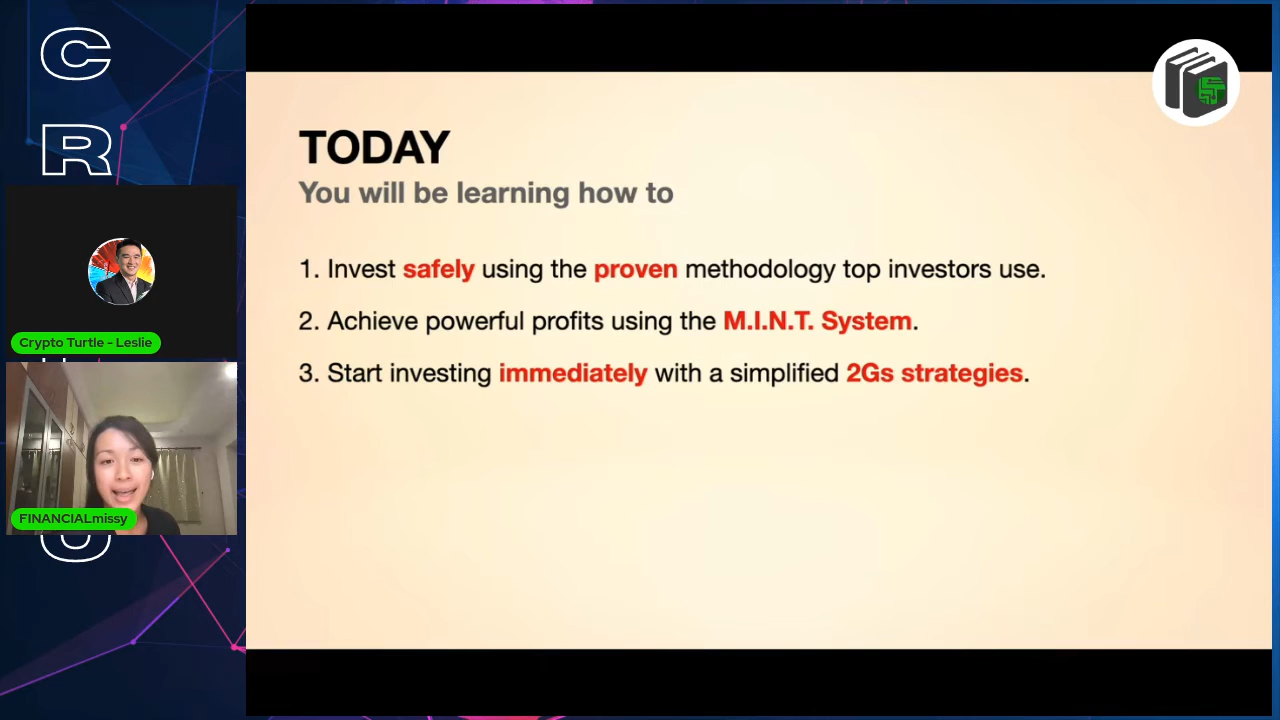 C
R
Crypto Turtle - Leslie
FINANCIALmissy
TODAY
You will be learning how to
1. Invest safely using the proven methodology top investors use.
2. Achieve powerful profits using the M.I.N.T. System.
3. Start investing immediately with a simplified 2Gs strategies.